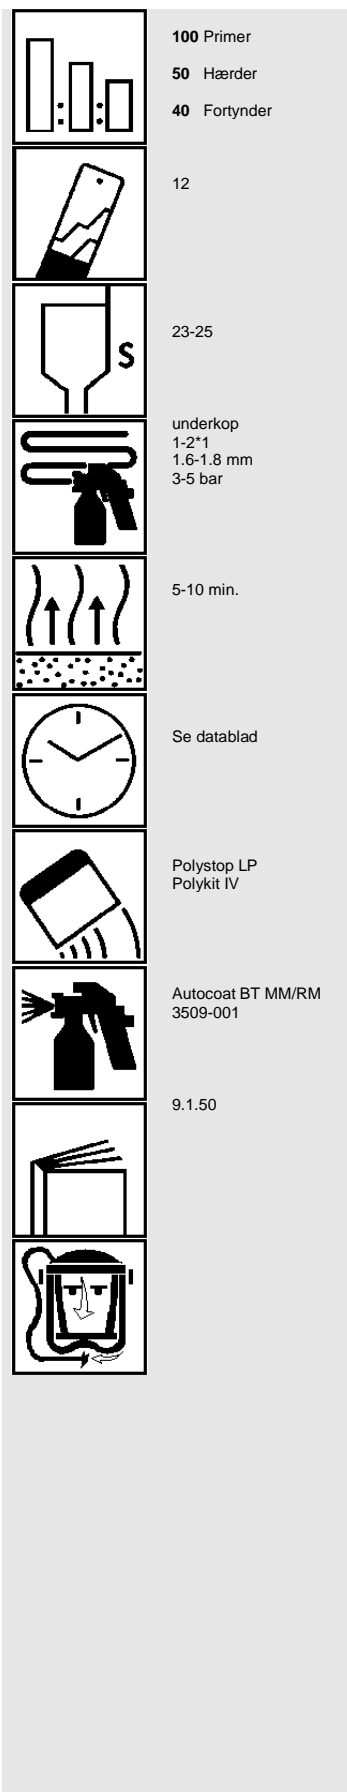 100 Primer
50 Hærder
40 Fortynder
12
S
23-25
underkop
1-2*1
1.6-1.8 mm
3-5 bar
5-10 min.
Se datablad
Polystop LP
Polykit IV
Autocoat BT MM/RM
3509-001
9.1.50